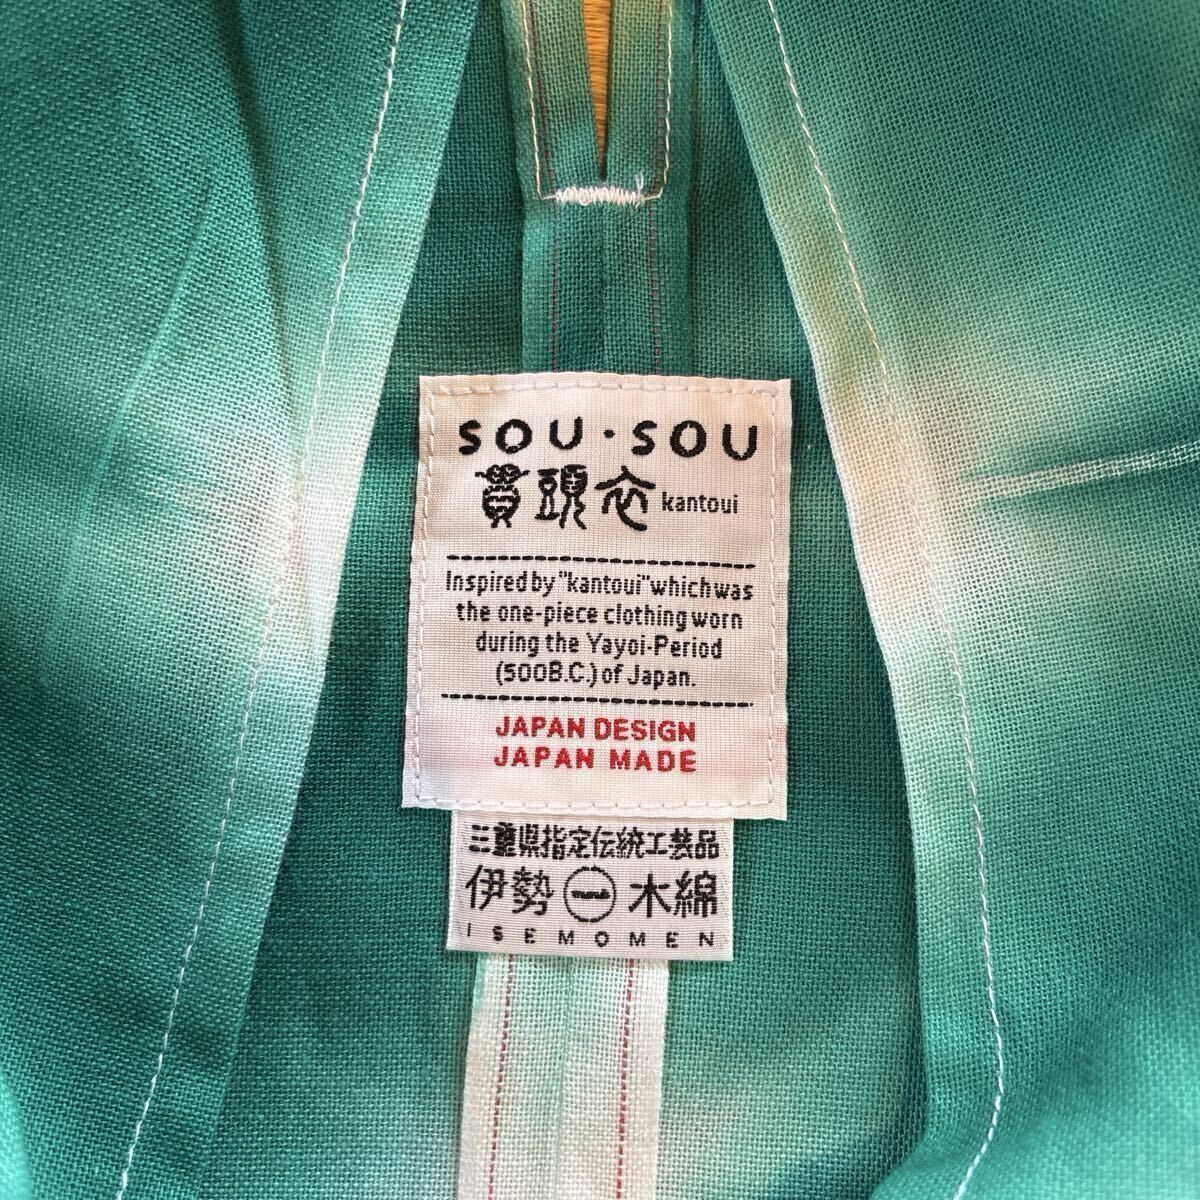 SOU・SOU
貫頭衣 kantoui
Inspired by "kantoui" which was
the one-piece clothing worn
during the Yayoi-Period
(500B.C.) of Japan.
JAPAN DESIGN
JAPAN MADE
三重県指定伝統工芸品
伊勢 木綿
ISEMOMEN